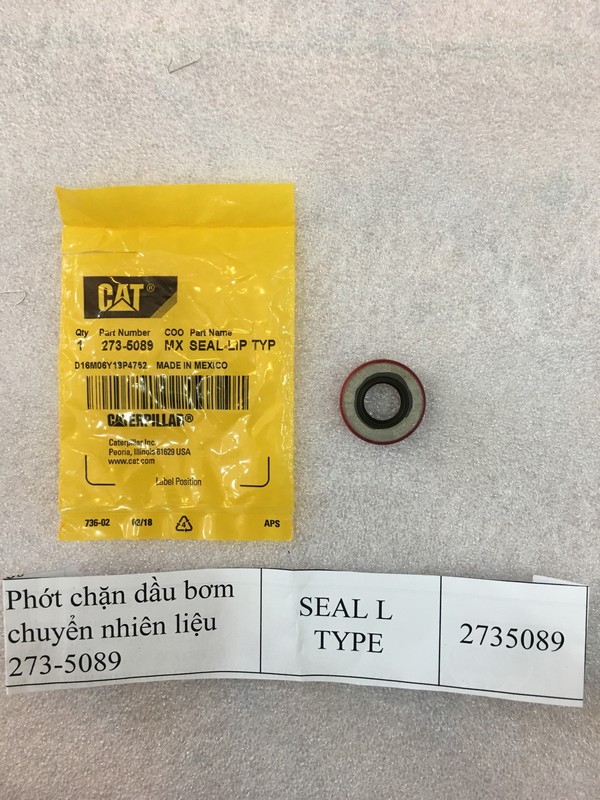 CAT®
Qty Part Number COO Part Name
1 273-5089 MX SEAL-LIP TYP
D16M06Y13P4752 MADE IN MEXICO
CATERPILLAR®
Caterpillar Inc.
Peoria, Illinois 61629 USA
www.cat.com
Label Position
736-02 03/18 4 APS
Phớt chặn dầu bơm
chuyển nhiên liệu
273-5089
SEAL L
TYPE
2735089